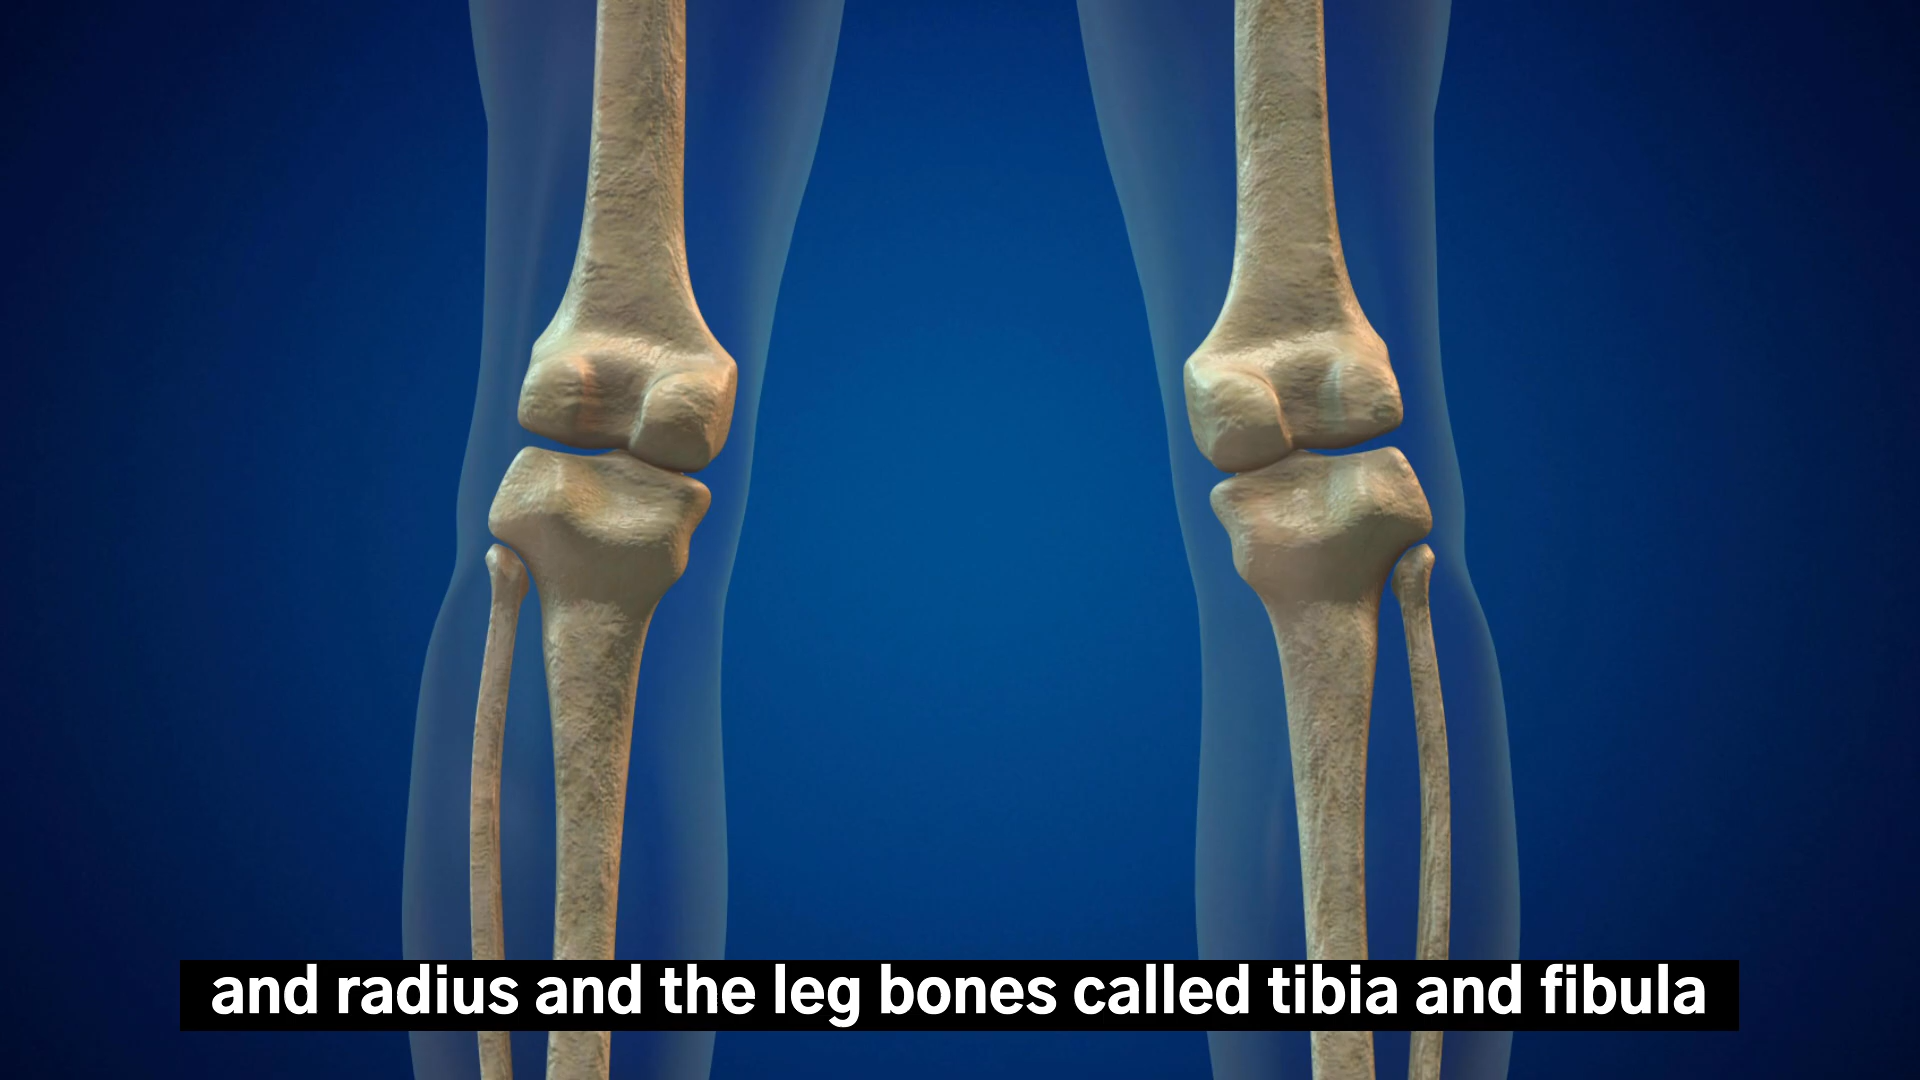 and radius and the leg bones called tibia and fibula